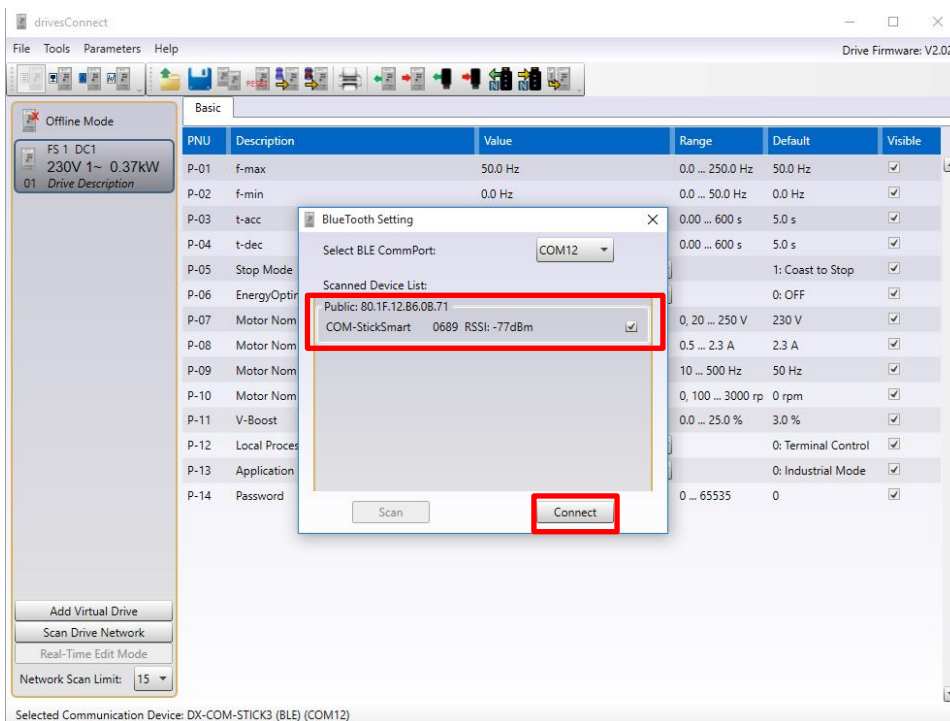 drivesConnect
File Tools Parameters Help
Drive Firmware: V2.02
Offline Mode
FS 1 DC1
230V 1~ 0.37kW
01 Drive Description
Basic
PNU Description Value Range Default Visible
P-01 f-max 50.0 Hz 0.0 ... 250.0 Hz 50.0 Hz
P-02 f-min 0.0 Hz 0.0 ... 50.0 Hz 0.0 Hz
P-03 t-acc 0.00 ... 600 s 5.0 s
P-04 t-dec 0.00 ... 600 s 5.0 s
P-05 Stop Mode 1: Coast to Stop
P-06 EnergyOptim 0: OFF
P-07 Motor Nom 0, 20 ... 250 V 230 V
P-08 Motor Nom 0.5 ... 2.3 A 2.3 A
P-09 Motor Nom 10 ... 500 Hz 50 Hz
P-10 Motor Nom 0, 100 ... 3000 rp 0 rpm
P-11 V-Boost 0.0 ... 25.0 % 3.0 %
P-12 Local Proces 0: Terminal Control
P-13 Application 0: Industrial Mode
P-14 Password 0 ... 65535 0
BlueTooth Setting
Select BLE CommPort: COM12
Scanned Device List:
Public: 80.1F.12.B6.0B.71
COM-StickSmart 0689 RSSI: -77dBm
Scan Connect
Add Virtual Drive
Scan Drive Network
Real-Time Edit Mode
Network Scan Limit: 15
Selected Communication Device: DX-COM-STICK3 (BLE) (COM12)